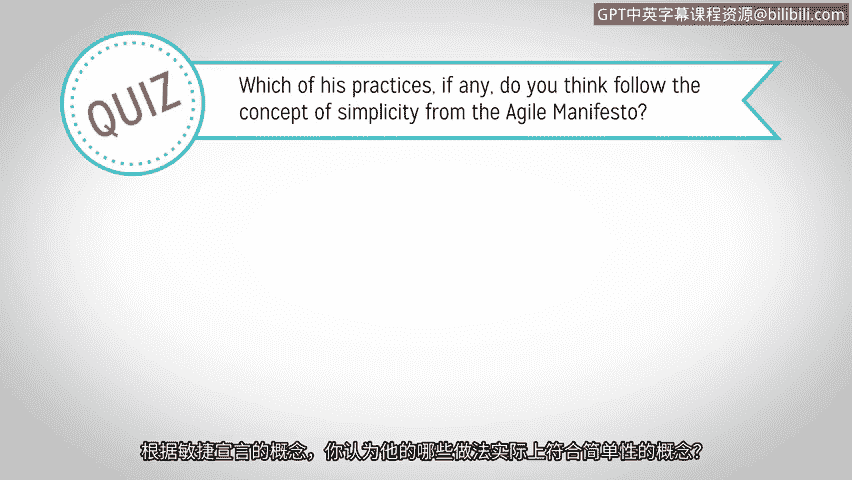 GPT中英字幕课程资源@bilibili.com
QUIZ
Which of his practices, if any, do you think follow the
concept of simplicity from the Agile Manifesto?
根据敏捷宣言的概念，你认为他的哪些做法实际上符合简单性的概念？